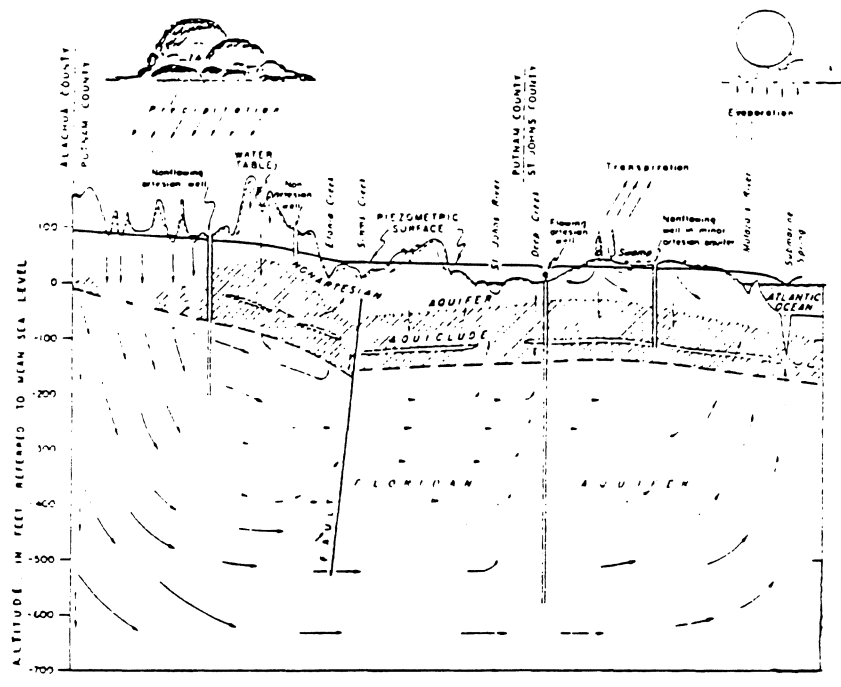 ALACHUA COUNTY
PUTNAM COUNTY
Precipitation
WATER
TABLE
Nonflowing
artesian well
Non
artesian
well
Etonia Creek
Simms Creek
PIEZOMETRIC
SURFACE
St Johns River
PUTNAM COUNTY
ST JOHNS COUNTY
Deep Creek
Flowing
artesian
well
Transpiration
Swamp
Nonflowing
well in minor
artesian aquifer
Evaporation
River
Submarine
Spring
ATLANTIC
OCEAN
NONARTESIAN
AQUIFER
AQUICLUDE
FLORIDAN AQUIFER
FAULT
ALTITUDE, IN FEET REFERRED TO MEAN SEA LEVEL
100
0
-100
-200
-300
-400
-500
-600
-700